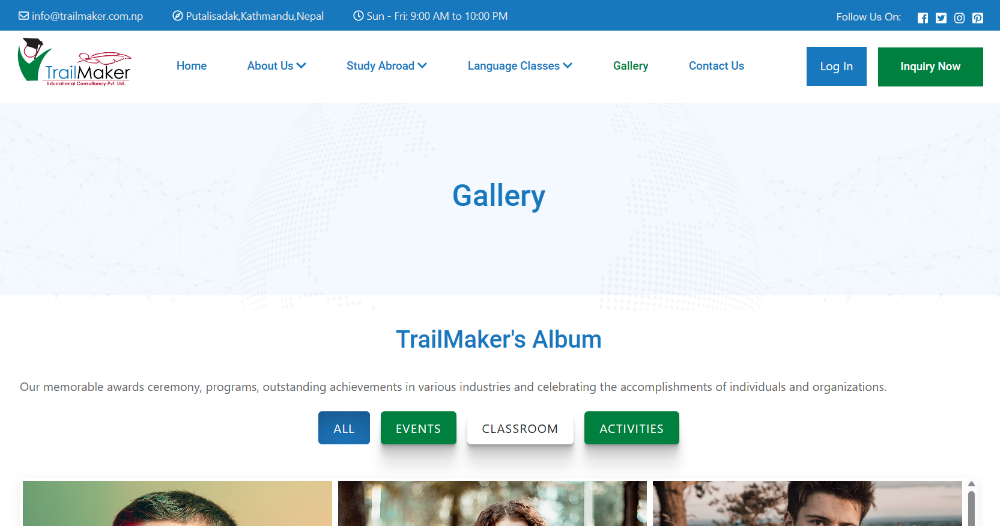 info@trailmaker.com.np Putalisadak,Kathmandu,Nepal Sun - Fri: 9:00 AM to 10:00 PM Follow Us On:
TrailMaker
Educational Consultancy Pvt. Ltd.
Home About Us Study Abroad Language Classes Gallery Contact Us Log In Inquiry Now
Gallery
TrailMaker's Album
Our memorable awards ceremony, programs, outstanding achievements in various industries and celebrating the accomplishments of individuals and organizations.
ALL EVENTS CLASSROOM ACTIVITIES